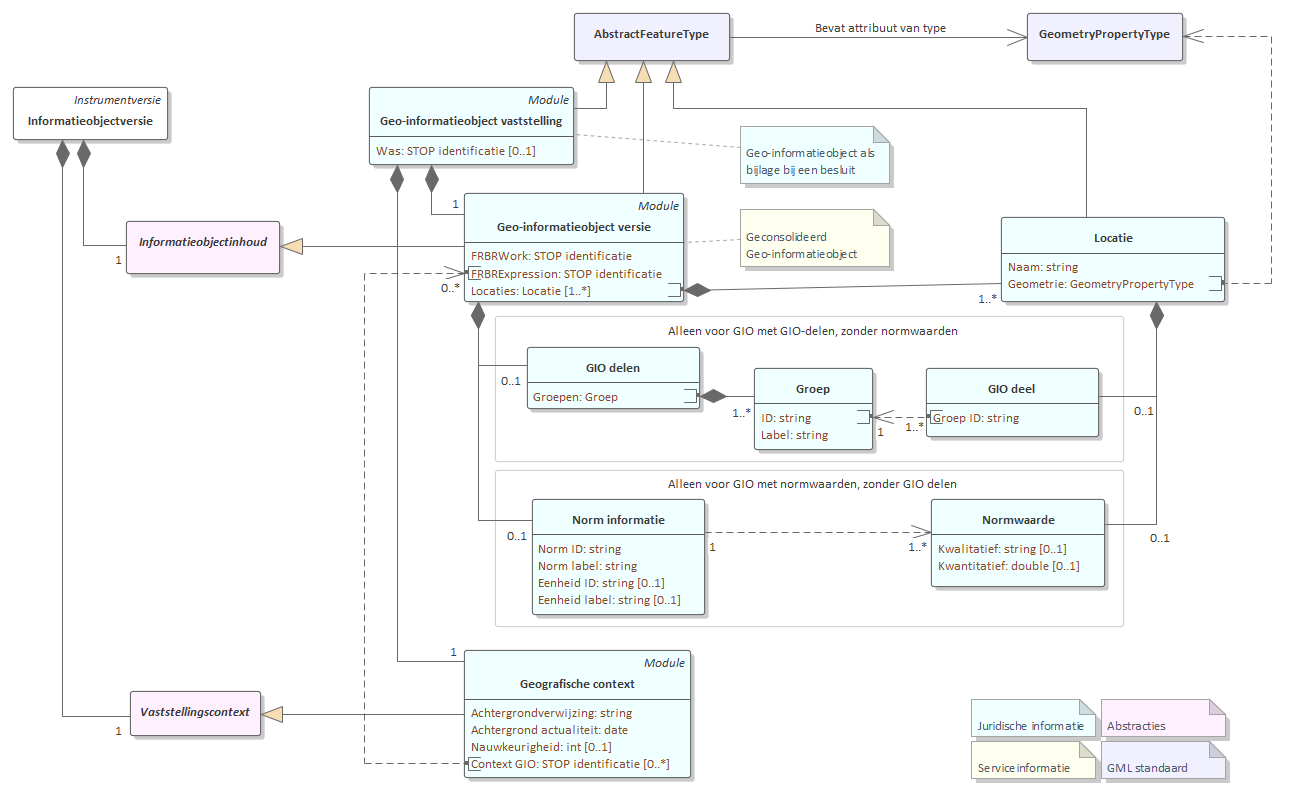 AbstractFeatureType
Bevat attribuut van type
GeometryPropertyType
Instrumentversie
Informatieobjectversie
Module
Geo-informatieobject vaststelling
Was: STOP identificatie [0..1]
Geo-informatieobject als
bijlage bij een besluit
1
Module
Geo-informatieobject versie
FRBRWork: STOP identificatie
FRBRExpression: STOP identificatie
Locaties: Locatie [1..*]
0..*
Geconsolideerd
Geo-informatieobject
Informatieobjectinhoud
1
Locatie
Naam: string
Geometrie: GeometryPropertyType
1..*
Alleen voor GIO met GIO-delen, zonder normwaarden
GIO delen
Groepen: Groep
0..1
1..*
Groep
ID: string
Label: string
1
1..*
GIO deel
Groep ID: string
0..1
Alleen voor GIO met normwaarden, zonder GIO delen
Norm informatie
Norm ID: string
Norm label: string
Eenheid ID: string [0..1]
Eenheid label: string [0..1]
0..1
1
1..*
Normwaarde
Kwalitatief: string [0..1]
Kwantitatief: double [0..1]
0..1
1
Module
Geografische context
Achtergrondverwijzing: string
Achtergrond actualiteit: date
Nauwkeurigheid: int [0..1]
Context GIO: STOP identificatie [0..*]
Vaststellingscontext
1
Juridische informatie
Abstracties
Serviceinformatie
GML standaard